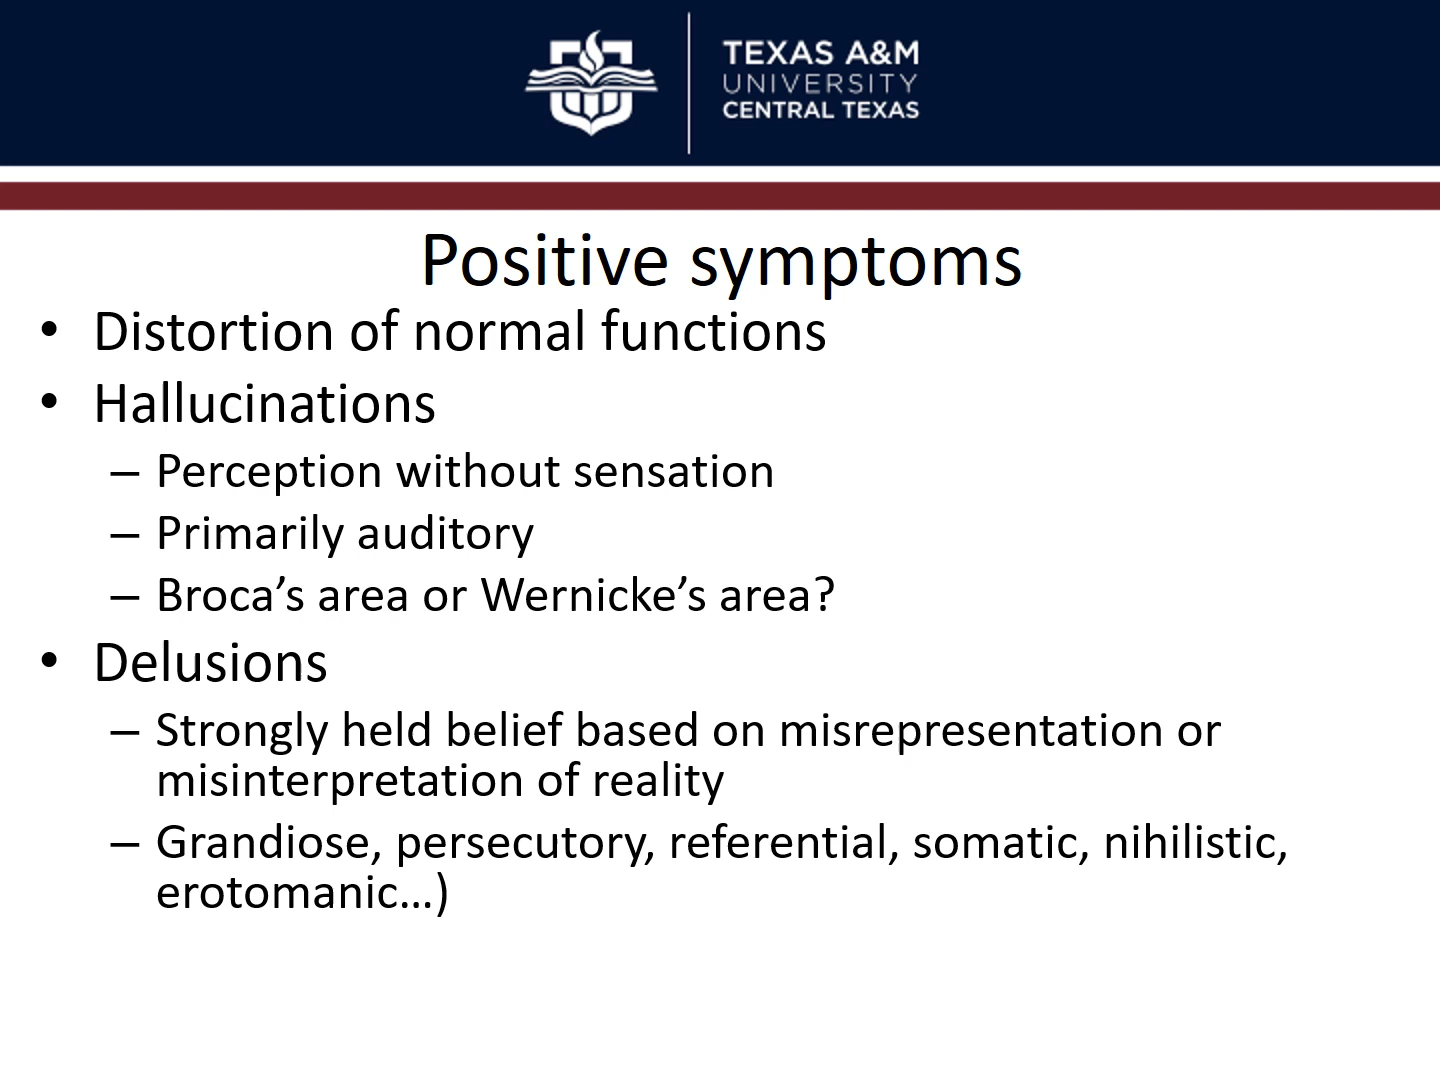 TEXAS A&M
UNIVERSITY
CENTRAL TEXAS
Positive symptoms
• Distortion of normal functions
• Hallucinations
– Perception without sensation
– Primarily auditory
– Broca’s area or Wernicke’s area?
• Delusions
– Strongly held belief based on misrepresentation or
misinterpretation of reality
– Grandiose, persecutory, referential, somatic, nihilistic,
erotomanic…)